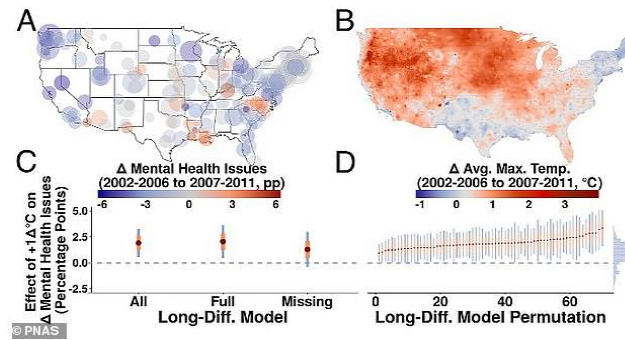 A
B
Δ Mental Health Issues
(2002-2006 to 2007-2011, pp)
-6 -3 0 3 6
Δ Avg. Max. Temp.
(2002-2006 to 2007-2011, °C)
-1 0 1 2 3
C
Effect of +1Δ°C on
Δ Mental Health Issues
(Percentage Points)
5.0
2.5
0.0
-2.5
All Full Missing
Long-Diff. Model
D
0 20 40 60
Long-Diff. Model Permutation
© PNAS